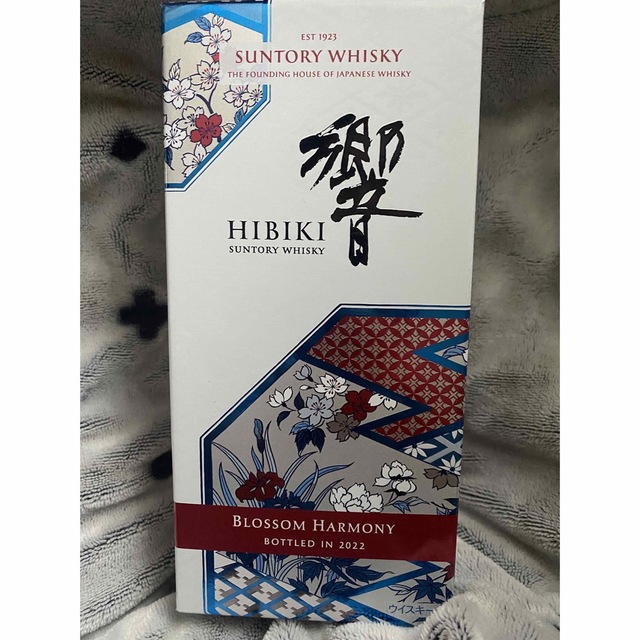 EST 1923
SUNTORY WHISKY
THE FOUNDING HOUSE OF JAPANESE WHISKY
響
HIBIKI
SUNTORY WHISKY
BLOSSOM HARMONY
BOTTLED IN 2022
ウイスキー